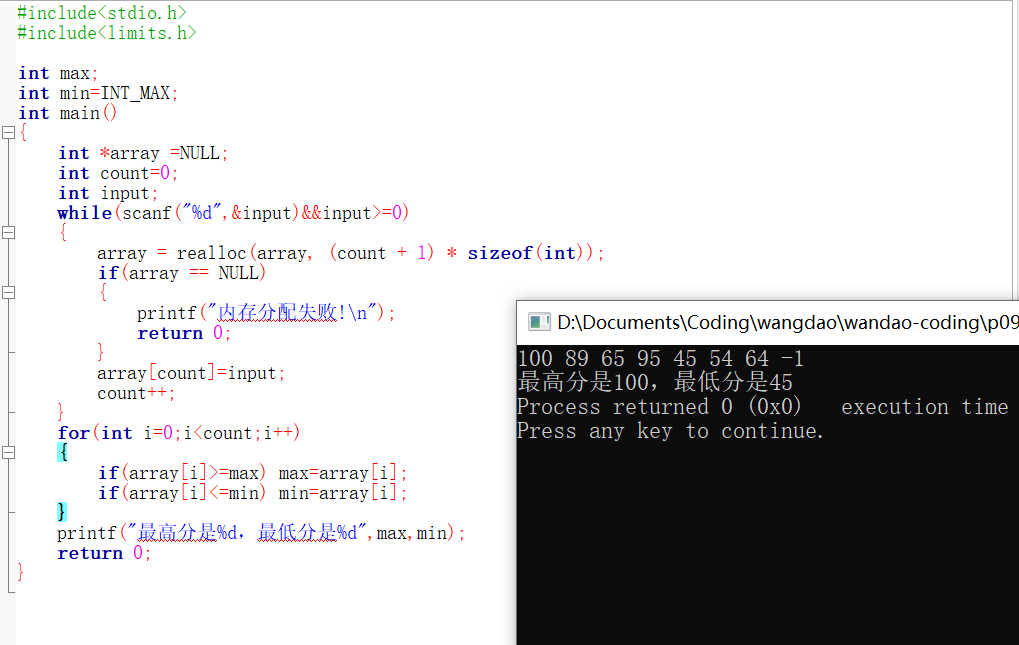 #include<stdio.h>
#include<limits.h>
int max;
int min=INT_MAX;
int main()
{
int *array =NULL;
int count=0;
int input;
while(scanf("%d",&input)&&input>=0)
{
array = realloc(array, (count + 1) * sizeof(int));
if(array == NULL)
{
printf("内存分配失败!\n");
return 0;
}
array[count]=input;
count++;
}
for(int i=0;i<count;i++)
{
if(array[i]>=max) max=array[i];
if(array[i]<=min) min=array[i];
}
printf("最高分是%d，最低分是%d",max,min);
return 0;
}
D:\Documents\Coding\wangdao\wandao-coding\p09
100 89 65 95 45 54 64 -1
最高分是100，最低分是45
Process returned 0 (0x0)   execution time
Press any key to continue.